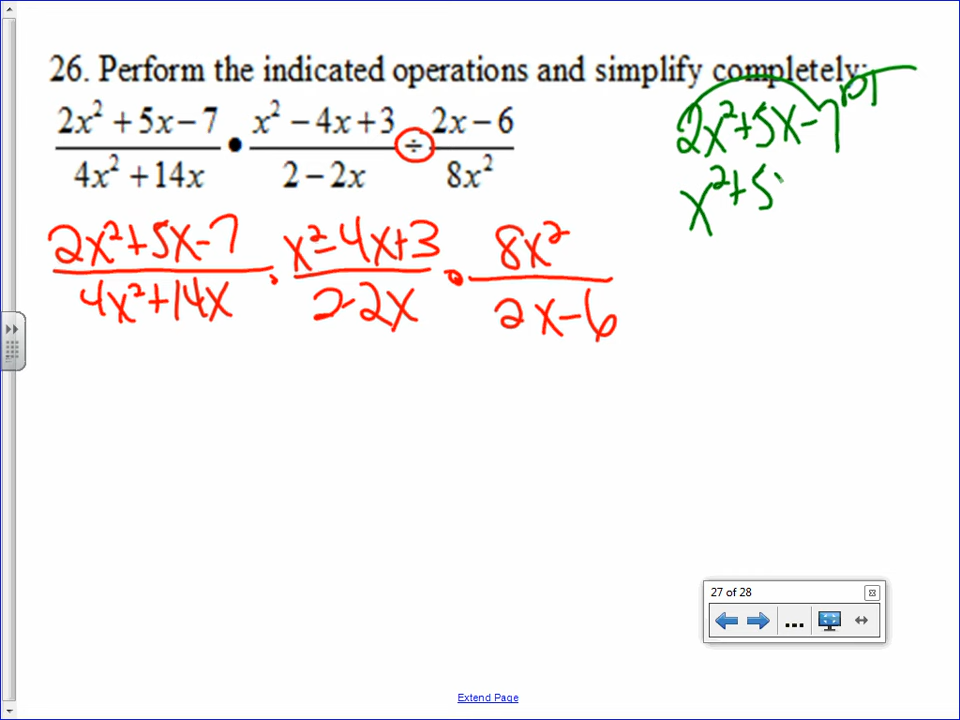 26. Perform the indicated operations and simplify completely:
2x² + 5x − 7 / 4x² + 14x • x² − 4x + 3 / 2 − 2x ÷ 2x − 6 / 8x²
2x²+5x-7 / 4x²+14x · x²-4x+3 / 2-2x · 8x² / 2x-6
2x²+5x-7
x²+5
27 of 28
...
Extend Page